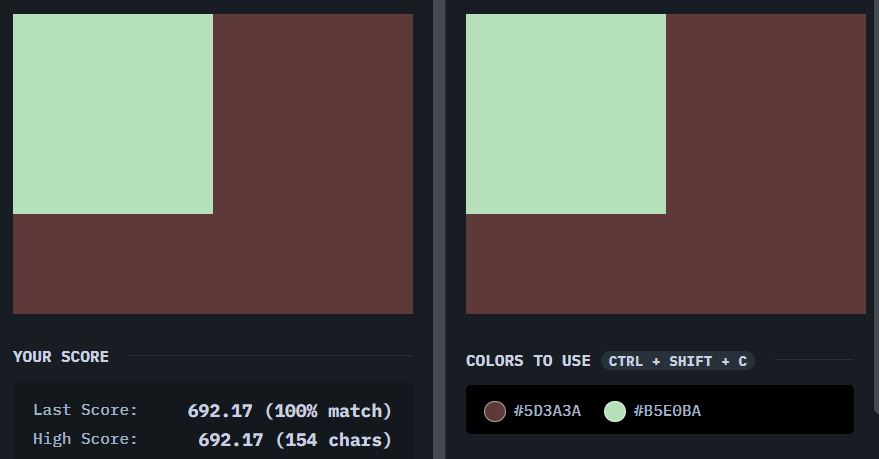 YOUR SCORE
Last Score: 692.17 (100% match)
High Score: 692.17 (154 chars)
COLORS TO USE CTRL + SHIFT + C
#5D3A3A #B5E0BA